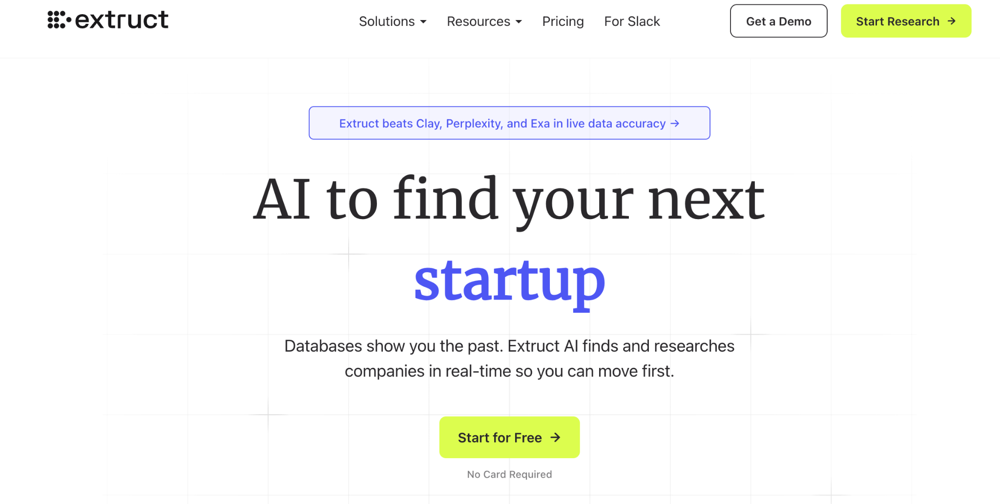 extruct
Solutions
Resources
Pricing
For Slack
Get a Demo
Start Research →
Extruct beats Clay, Perplexity, and Exa in live data accuracy →
AI to find your next
startup
Databases show you the past. Extruct AI finds and researches
companies in real-time so you can move first.
Start for Free →
No Card Required